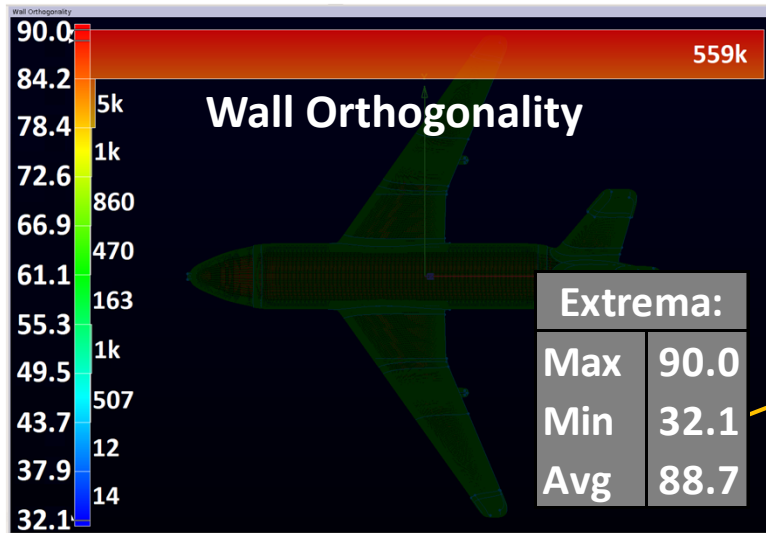 Wall Orthogonality
90.0
559k
84.2
5k
Wall Orthogonality
78.4
1k
72.6
860
66.9
470
61.1
163
55.3
1k
49.5
507
43.7
12
37.9
14
32.1
Extrema:
Max 90.0
Min 32.1
Avg 88.7